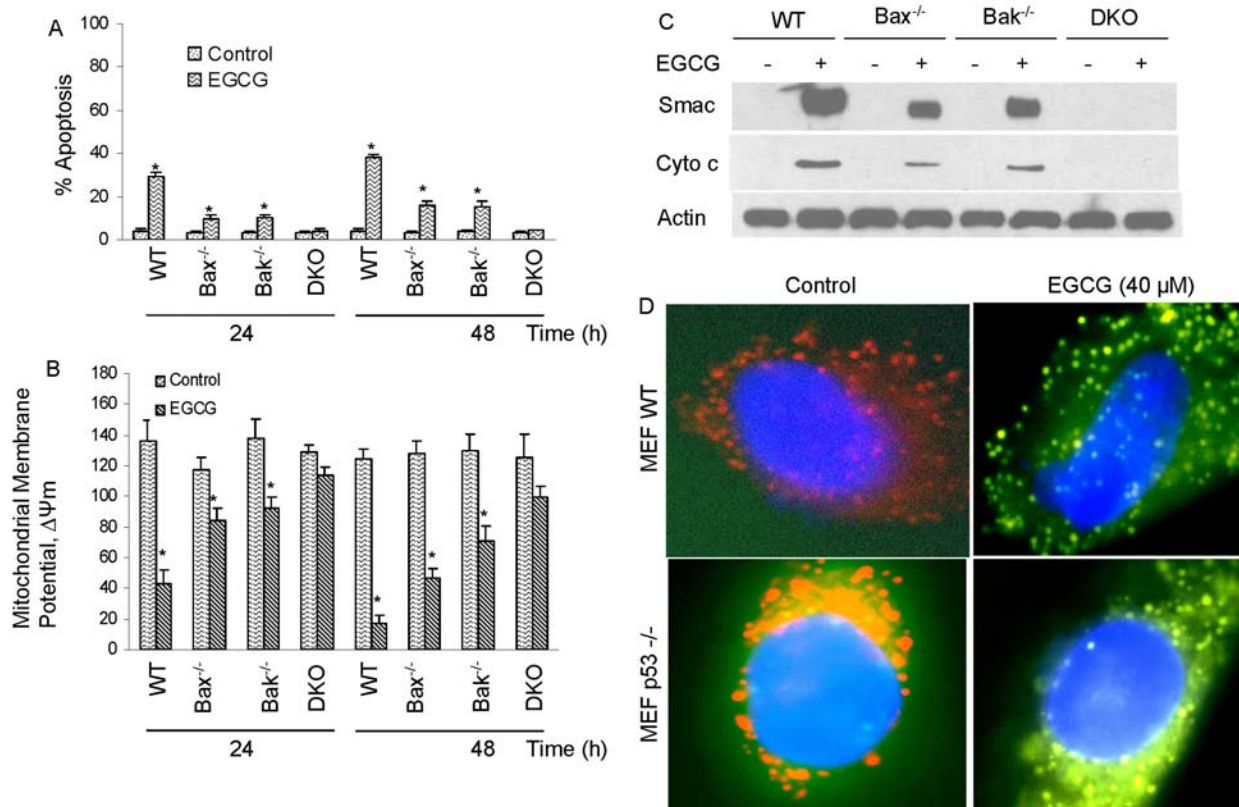 A
Control
EGCG
% Apoptosis
100
80
60
40
20
0
* * * * * *
WT Bax-/- Bak-/- DKO WT Bax-/- Bak-/- DKO
24 48 Time (h)
B
Control
EGCG
Mitochondrial Membrane
Potential, ΔΨm
180
160
140
120
100
80
60
40
20
0
* * * * * *
WT Bax-/- Bak-/- DKO WT Bax-/- Bak-/- DKO
24 48 Time (h)
C WT Bax-/- Bak-/- DKO
EGCG - + - + - + - +
Smac
Cyto c
Actin
D Control EGCG (40 µM)
MEF WT
MEF p53 -/-